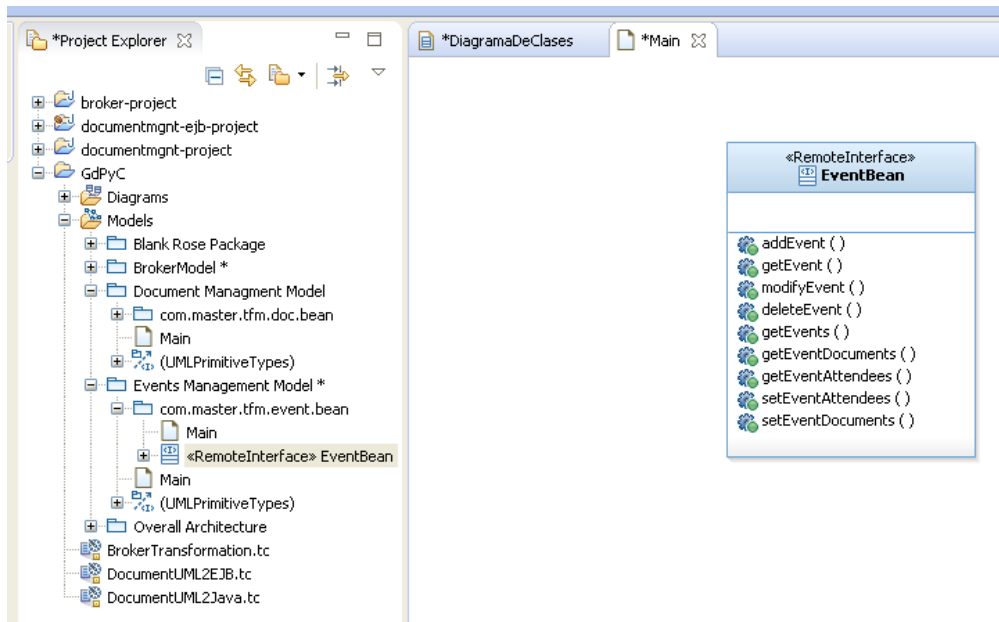 *Project Explorer
broker-project
documentmgnt-ejb-project
documentmgnt-project
GdPyC
Diagrams
Models
Blank Rose Package
BrokerModel *
Document Managment Model
com.master.tfm.doc.bean
Main
(UMLPrimitiveTypes)
Events Management Model *
com.master.tfm.event.bean
Main
«RemoteInterface» EventBean
Main
(UMLPrimitiveTypes)
Overall Architecture
BrokerTransformation.tc
DocumentUML2EJB.tc
DocumentUML2Java.tc
*DiagramaDeClases
*Main
«RemoteInterface»
EventBean
addEvent ( )
getEvent ( )
modifyEvent ( )
deleteEvent ( )
getEvents ( )
getEventDocuments ( )
getEventAttendees ( )
setEventAttendees ( )
setEventDocuments ( )